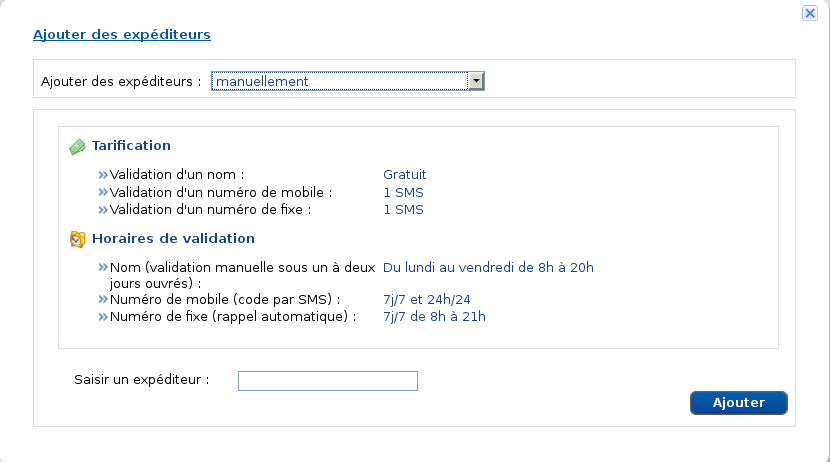 Ajouter des expéditeurs
Ajouter des expéditeurs : manuellement
Tarification
Validation d'un nom : Gratuit
Validation d'un numéro de mobile : 1 SMS
Validation d'un numéro de fixe : 1 SMS
Horaires de validation
Nom (validation manuelle sous un à deux Du lundi au vendredi de 8h à 20h
jours ouvrés) :
Numéro de mobile (code par SMS) : 7j/7 et 24h/24
Numéro de fixe (rappel automatique) : 7j/7 de 8h à 21h
Saisir un expéditeur :
Ajouter